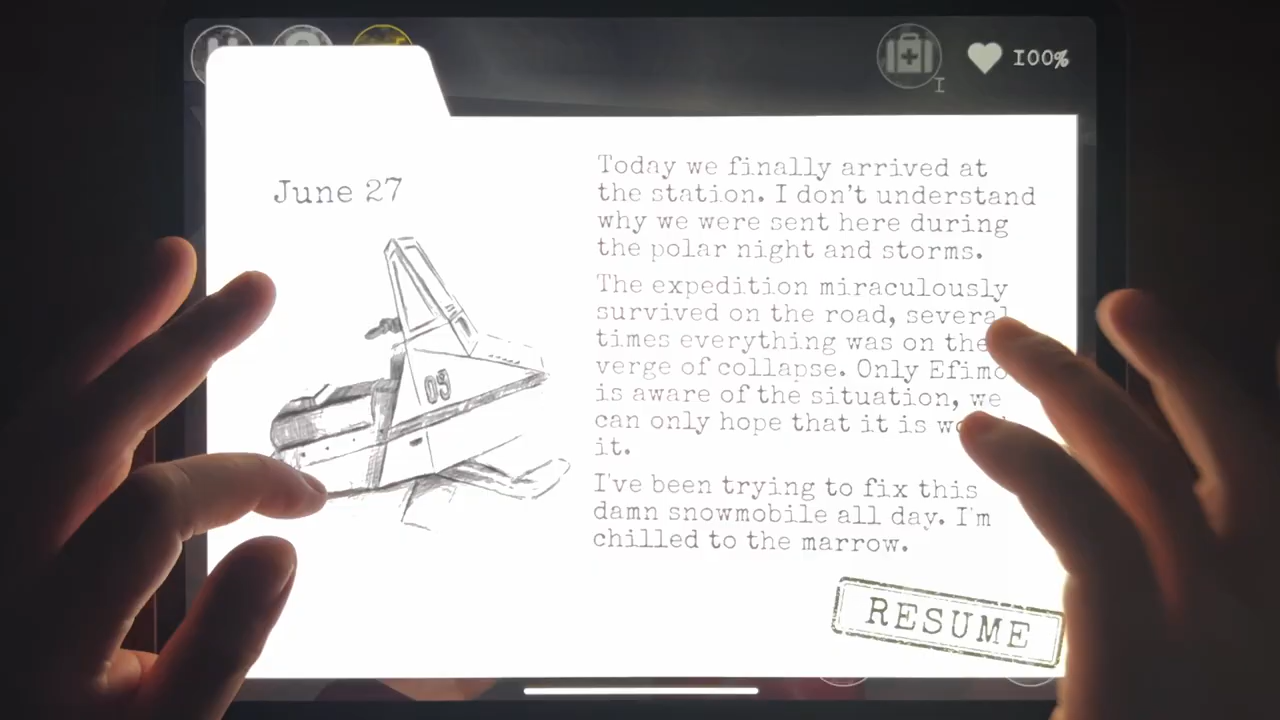 I
100%
June 27
09
Today we finally arrived at
the station. I don't understand
why we were sent here during
the polar night and storms.
The expedition miraculously
survived on the road, several
times everything was on the
verge of collapse. Only
is aware of the situation, we
can only hope that it is
it.
I've been trying to fix this
damn snowmobile all day. I'm
chilled to the marrow.
RESUME